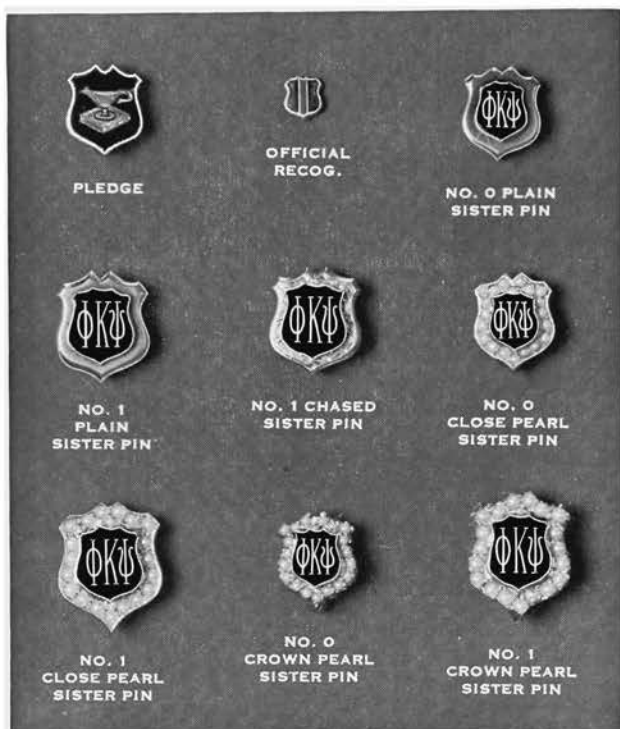 PLEDGE
OFFICIAL
RECOG.
ΦΚΨ
NO. 0 PLAIN
SISTER PIN
ΦΚΨ
NO. 1
PLAIN
SISTER PIN
ΦΚΨ
NO. 1 CHASED
SISTER PIN
ΦΚΨ
NO. 0
CLOSE PEARL
SISTER PIN
ΦΚΨ
NO. 1
CLOSE PEARL
SISTER PIN
ΦΚΨ
NO. 0
CROWN PEARL
SISTER PIN
ΦΚΨ
NO. 1
CROWN PEARL
SISTER PIN